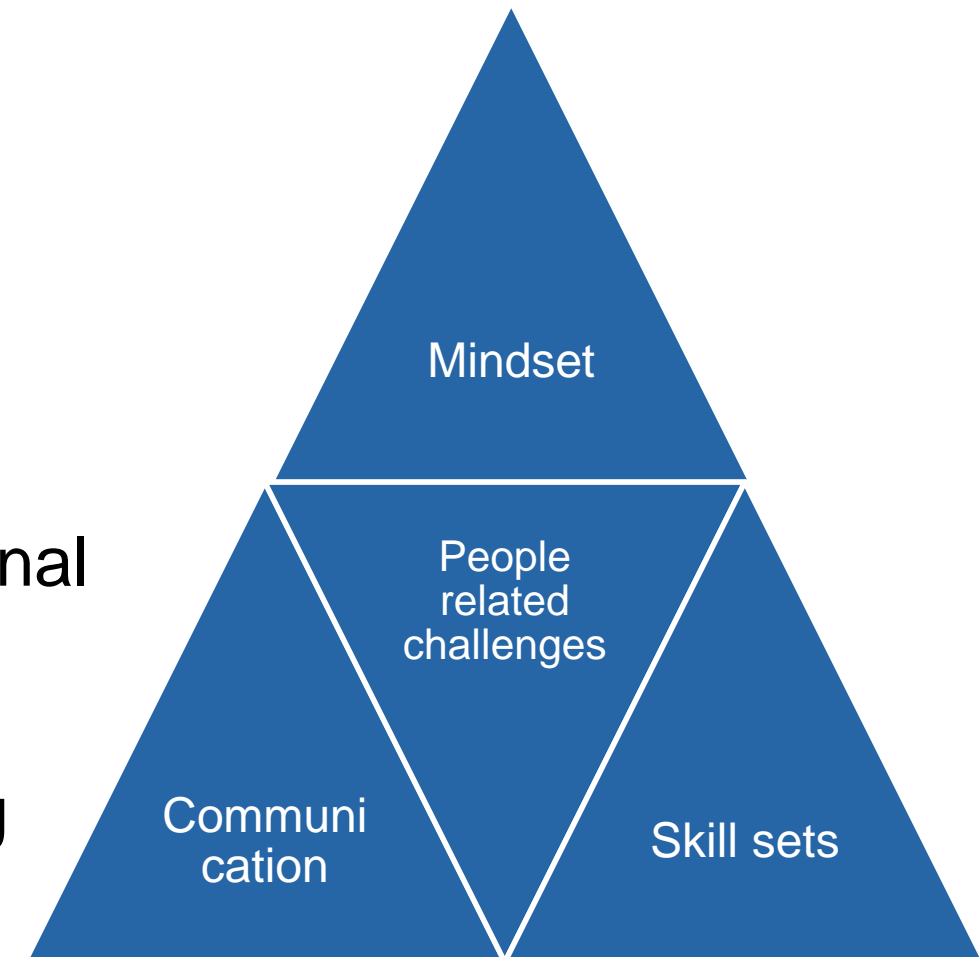 Mindset
nal
People
related
challenges
Communi
cation
Skill sets